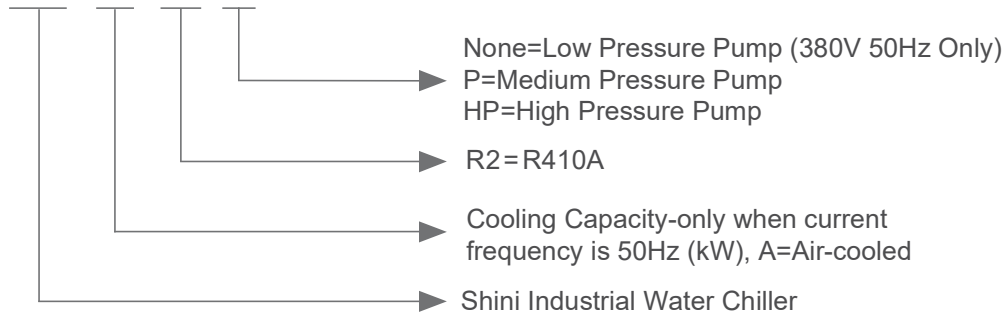 None=Low Pressure Pump (380V 50Hz Only)
P=Medium Pressure Pump
HP=High Pressure Pump
R2=R410A
Cooling Capacity-only when current
frequency is 50Hz (kW), A=Air-cooled
Shini Industrial Water Chiller